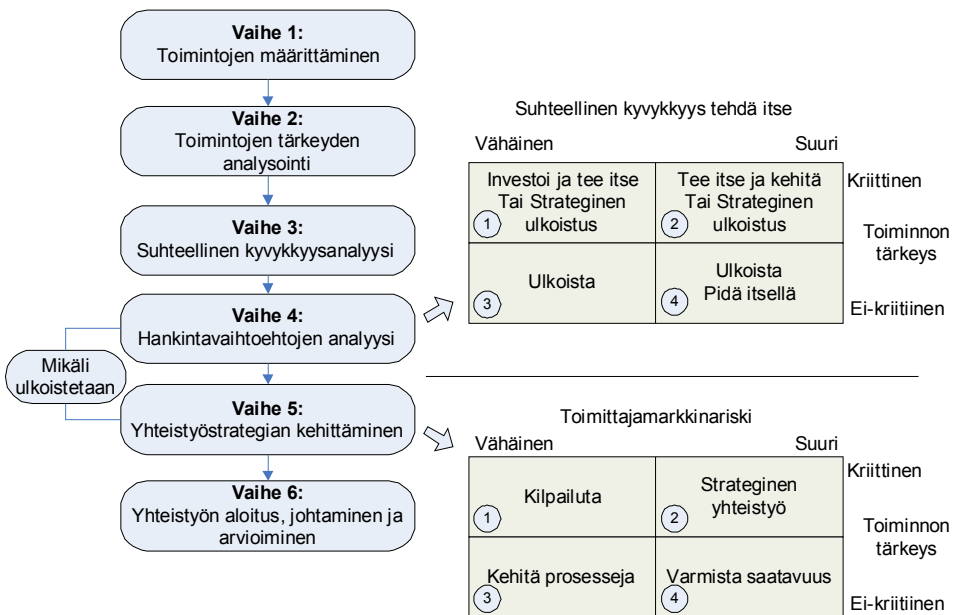 Vaihe 1:
Toimintojen määrittäminen
Vaihe 2:
Toimintojen tärkeyden
analysointi
Vaihe 3:
Suhteellinen kyvykkyysanalyysi
Vaihe 4:
Hankintavaihtoehtojen analyysi
Mikäli
ulkoistetaan
Vaihe 5:
Yhteistyöstrategian kehittäminen
Vaihe 6:
Yhteistyön aloitus, johtaminen ja
arvioiminen
Suhteellinen kyvykkyys tehdä itse
Vähäinen
Suuri
Investoi ja tee itse
Tai Strateginen
ulkoistus
1
Tee itse ja kehitä
Tai Strateginen
ulkoistus
2
Kriittinen
Toiminnon
tärkeys
Ulkoista
3
Ulkoista
Pidä itsellä
4
Ei-kriitiinen
Toimittajamarkkinariski
Vähäinen
Suuri
Kilpailuta
1
Strateginen
yhteistyö
2
Kriittinen
Toiminnon
tärkeys
Kehitä prosesseja
3
Varmista saatavuus
4
Ei-kriitiinen